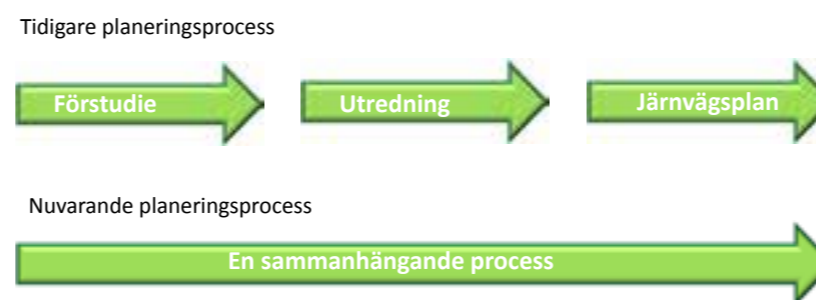 Tidigare planeringsprocess
Förstudie
Utredning
Järnvägsplan
Nuvarande planeringsprocess
En sammanhängande process